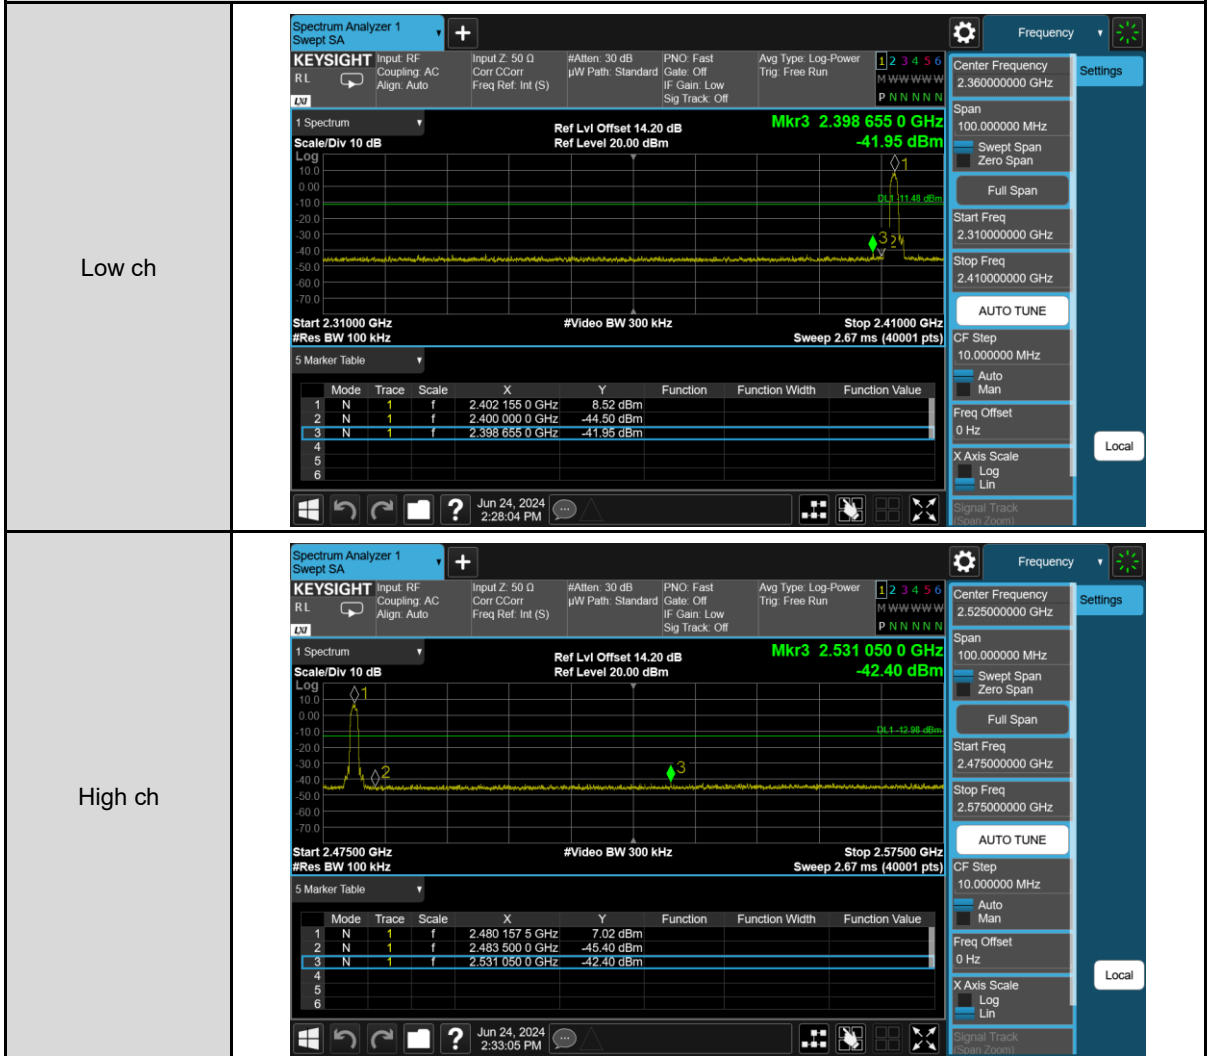 Low ch
Spectrum Analyzer 1
Swept SA
Frequency
KEYSIGHT
RL
LXI
Input: RF
Coupling: AC
Align: Auto
Input Z: 50 Ω
Corr CCorr
Freq Ref: Int (S)
#Atten: 30 dB
µW Path: Standard
PNO: Fast
Gate: Off
IF Gain: Low
Sig Track: Off
Avg Type: Log-Power
Trig: Free Run
1 2 3 4 5 6
M W W W W W
P N N N N N
1 Spectrum
Scale/Div 10 dB
Ref Lvl Offset 14.20 dB
Ref Level 20.00 dBm
Mkr3 2.398 655 0 GHz
-41.95 dBm
Log
10.0
0.00
-10.0
-20.0
-30.0
-40.0
-50.0
-60.0
-70.0
1
DL1 -11.48 dBm
3 2
Start 2.31000 GHz
#Video BW 300 kHz
Stop 2.41000 GHz
#Res BW 100 kHz
Sweep 2.67 ms (40001 pts)
5 Marker Table
Mode Trace Scale X Y Function Function Width Function Value
1 N 1 f 2.402 155 0 GHz 8.52 dBm
2 N 1 f 2.400 000 0 GHz -44.50 dBm
3 N 1 f 2.398 655 0 GHz -41.95 dBm
4
5
6
?
Jun 24, 2024
2:28:04 PM
Center Frequency
2.360000000 GHz
Settings
Span
100.000000 MHz
Swept Span
Zero Span
Full Span
Start Freq
2.310000000 GHz
Stop Freq
2.410000000 GHz
AUTO TUNE
CF Step
10.000000 MHz
Auto
Man
Freq Offset
0 Hz
Local
X Axis Scale
Log
Lin
Signal Track
(Span Zoom)
High ch
Spectrum Analyzer 1
Swept SA
Frequency
KEYSIGHT
RL
LXI
Input: RF
Coupling: AC
Align: Auto
Input Z: 50 Ω
Corr CCorr
Freq Ref: Int (S)
#Atten: 30 dB
µW Path: Standard
PNO: Fast
Gate: Off
IF Gain: Low
Sig Track: Off
Avg Type: Log-Power
Trig: Free Run
1 2 3 4 5 6
M W W W W W
P N N N N N
1 Spectrum
Scale/Div 10 dB
Ref Lvl Offset 14.20 dB
Ref Level 20.00 dBm
Mkr3 2.531 050 0 GHz
-42.40 dBm
Log
10.0
0.00
-10.0
-20.0
-30.0
-40.0
-50.0
-60.0
-70.0
1
2
3
DL1 -12.98 dBm
Start 2.47500 GHz
#Video BW 300 kHz
Stop 2.57500 GHz
#Res BW 100 kHz
Sweep 2.67 ms (40001 pts)
5 Marker Table
Mode Trace Scale X Y Function Function Width Function Value
1 N 1 f 2.480 157 5 GHz 7.02 dBm
2 N 1 f 2.483 500 0 GHz -45.40 dBm
3 N 1 f 2.531 050 0 GHz -42.40 dBm
4
5
6
?
Jun 24, 2024
2:33:05 PM
Center Frequency
2.525000000 GHz
Settings
Span
100.000000 MHz
Swept Span
Zero Span
Full Span
Start Freq
2.475000000 GHz
Stop Freq
2.575000000 GHz
AUTO TUNE
CF Step
10.000000 MHz
Auto
Man
Freq Offset
0 Hz
Local
X Axis Scale
Log
Lin
Signal Track
(Span Zoom)